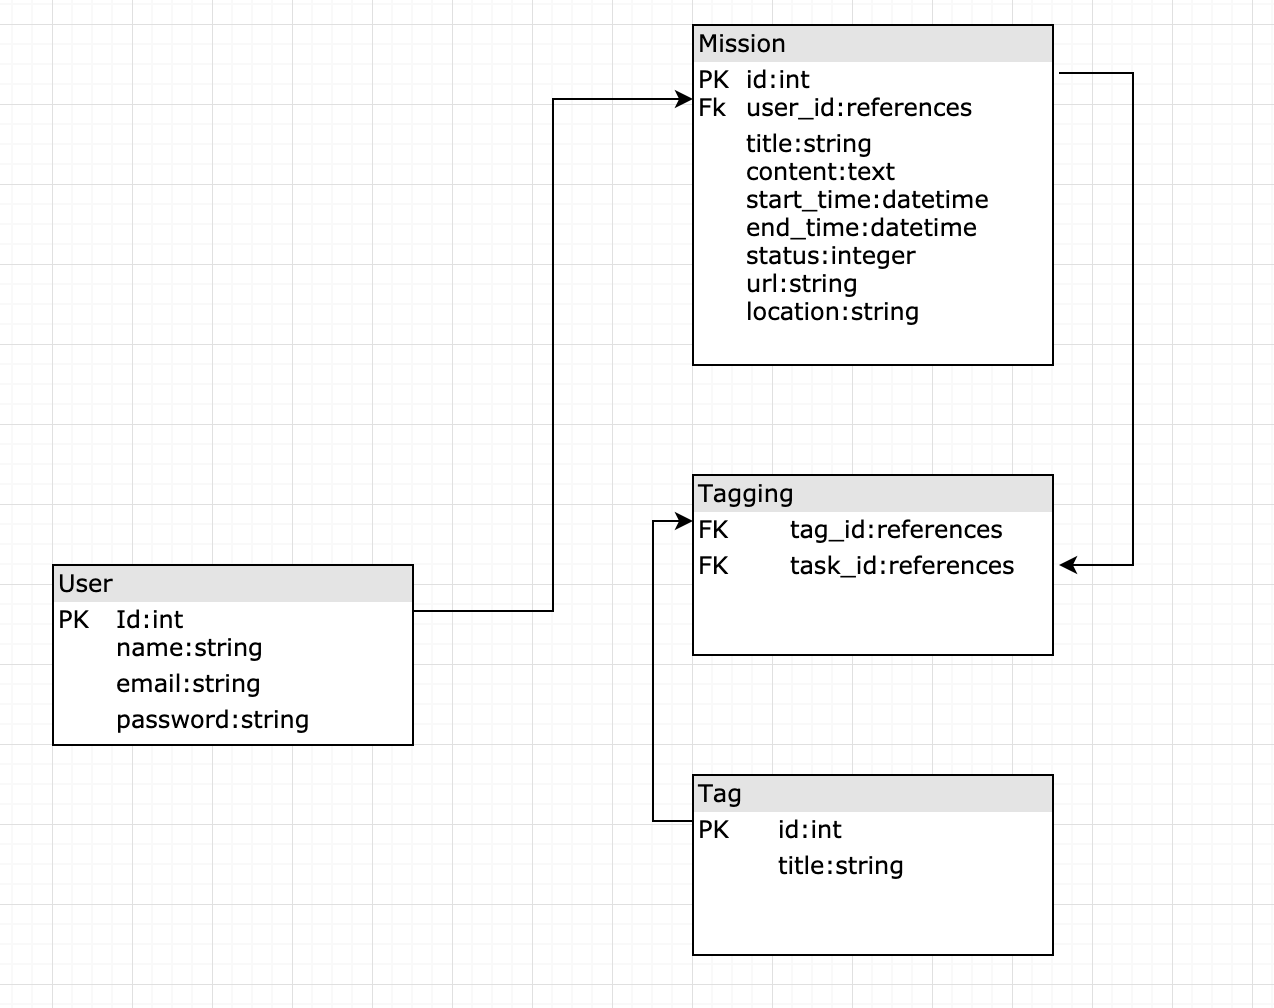 Mission
PK id:int
Fk user_id:references
title:string
content:text
start_time:datetime
end_time:datetime
status:integer
url:string
location:string
Tagging
FK tag_id:references
FK task_id:references
User
PK Id:int
name:string
email:string
password:string
Tag
PK id:int
title:string